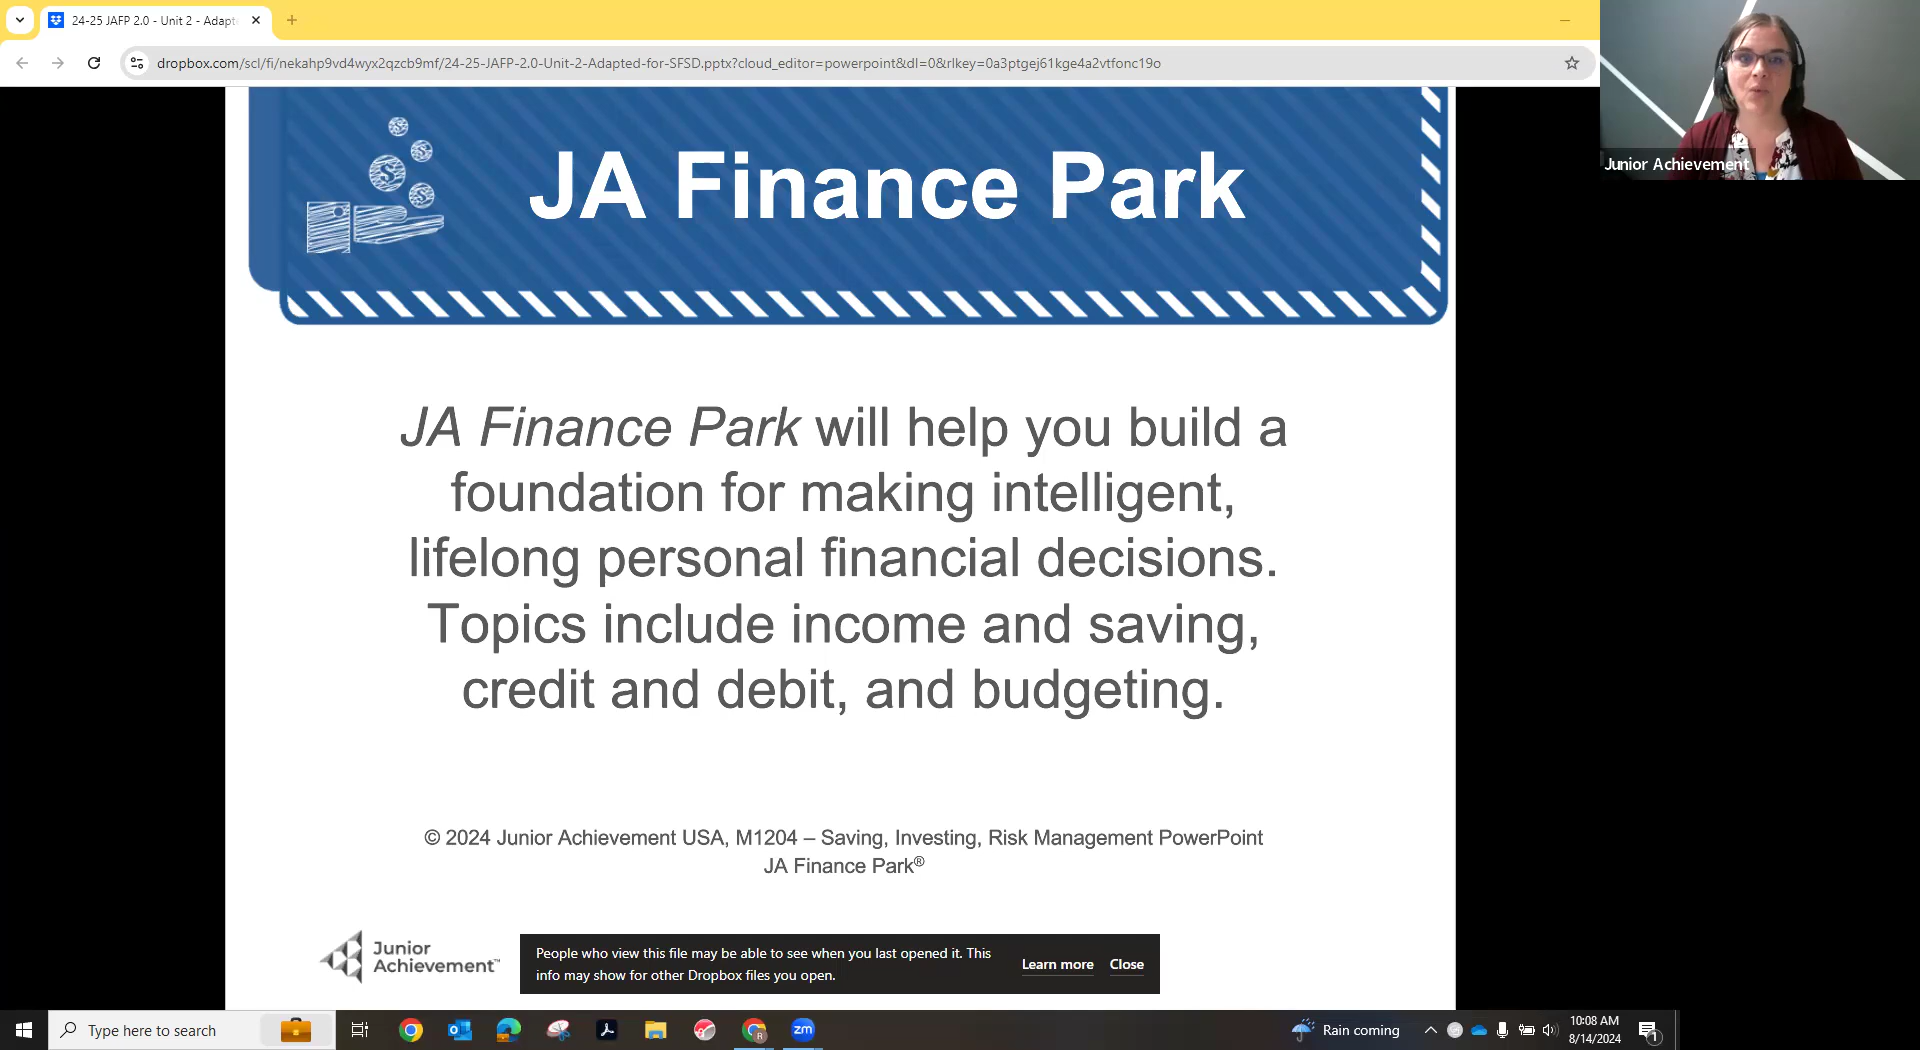 24-25 JAFP 2.0 - Unit 2 - Adapt
dropbox.com/scl/fi/nekahp9vd4wyx2qzcb9mf/24-25-JAFP-2.0-Unit-2-Adapted-for-SFSD.pptx?cloud_editor=powerpoint&dl=0&rlkey=0a3ptgej61kge4a2vtfonc19o
Junior Achievement
JA Finance Park
JA Finance Park will help you build a
foundation for making intelligent,
lifelong personal financial decisions.
Topics include income and saving,
credit and debit, and budgeting.
© 2024 Junior Achievement USA, M1204 – Saving, Investing, Risk Management PowerPoint
JA Finance Park®
Junior
Achievement™
People who view this file may be able to see when you last opened it. This
info may show for other Dropbox files you open.
Learn more Close
Type here to search
zm
R
Rain coming
10:08 AM
8/14/2024
1